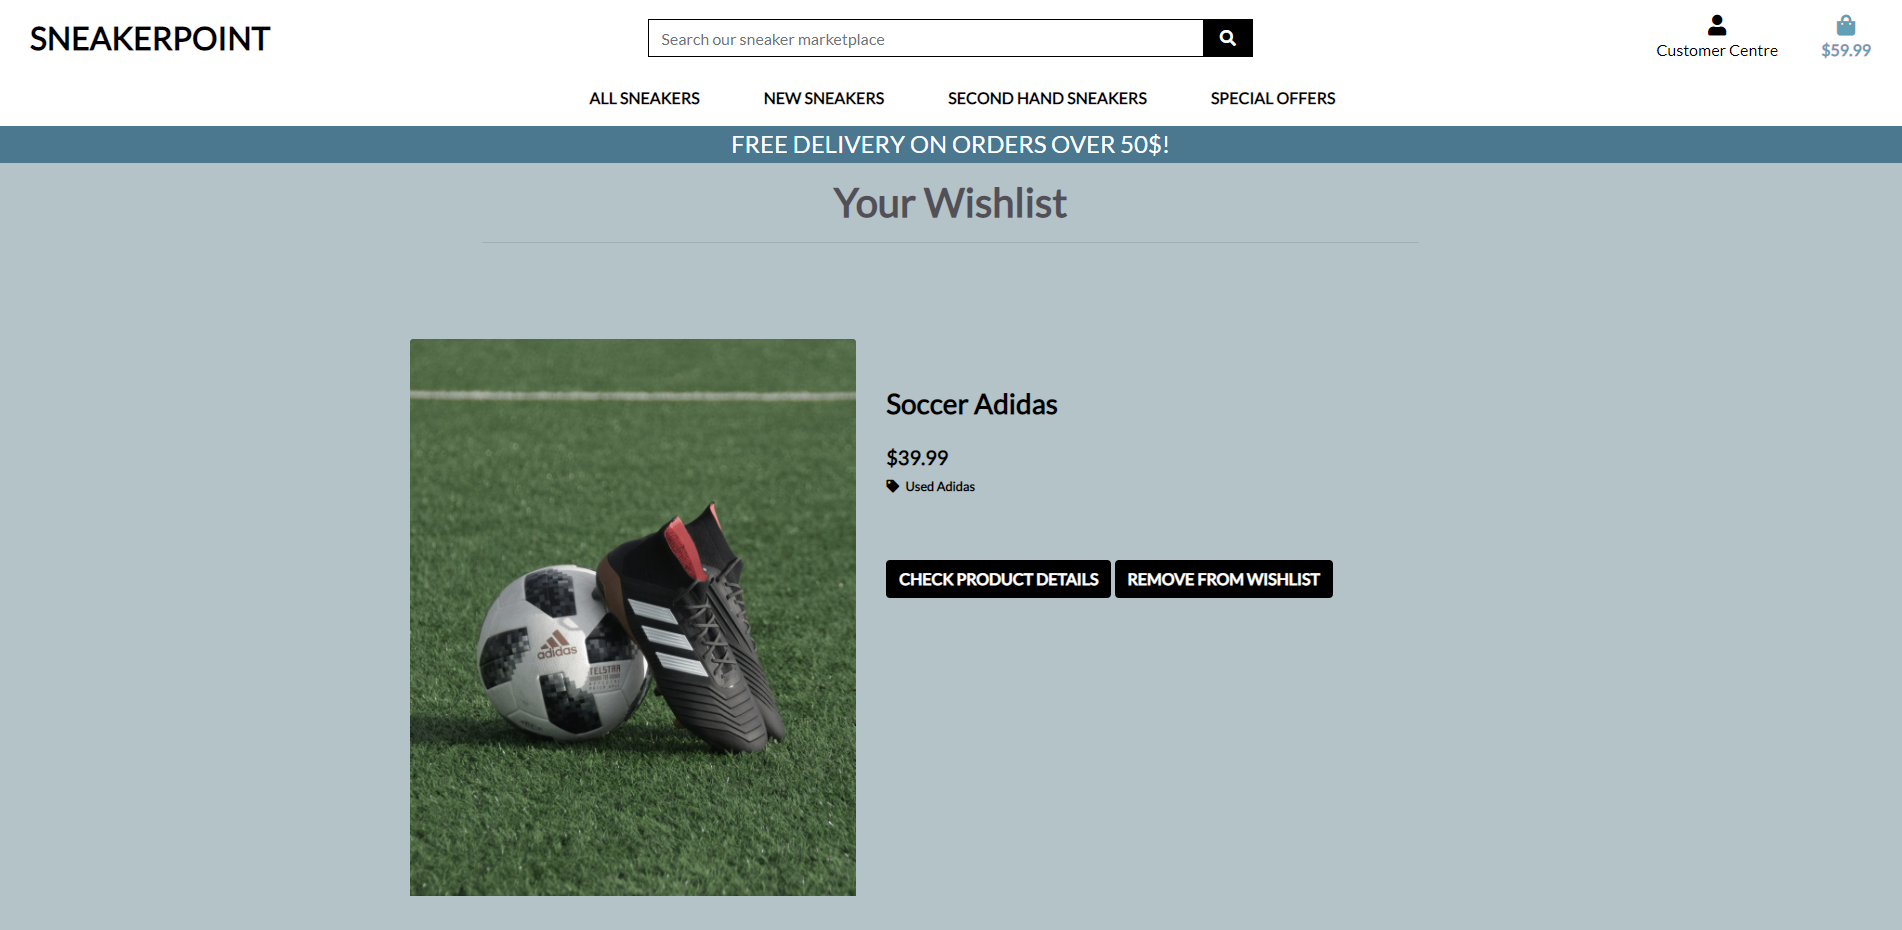 SNEAKERPOINT
Search our sneaker marketplace
Customer Centre
$59.99
ALL SNEAKERS
NEW SNEAKERS
SECOND HAND SNEAKERS
SPECIAL OFFERS
FREE DELIVERY ON ORDERS OVER 50$!
Your Wishlist
Soccer Adidas
$39.99
Used Adidas
CHECK PRODUCT DETAILS
REMOVE FROM WISHLIST
adidas
TELSTAR